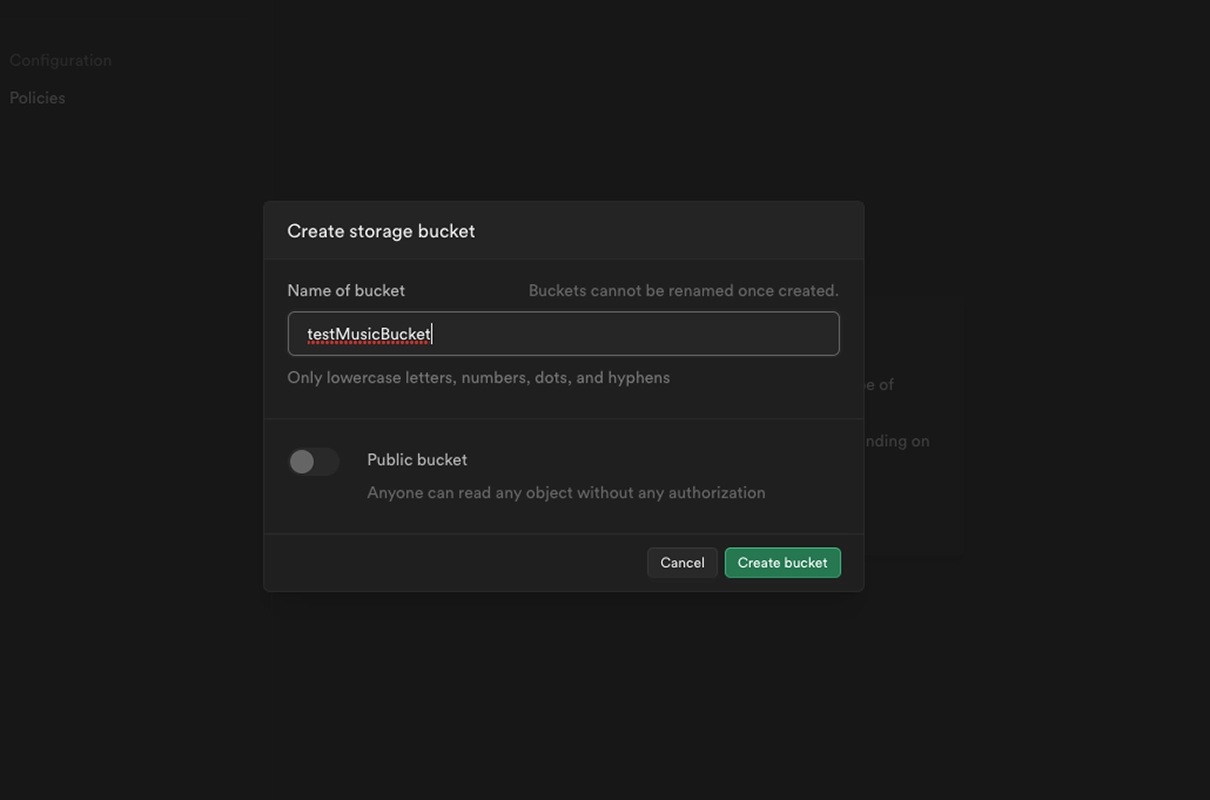 Configuration
Policies
Create storage bucket
Name of bucket
Buckets cannot be renamed once created.
testMusicBucket
Only lowercase letters, numbers, dots, and hyphens
of
on
Public bucket
Anyone can read any object without any authorization
Cancel
Create bucket